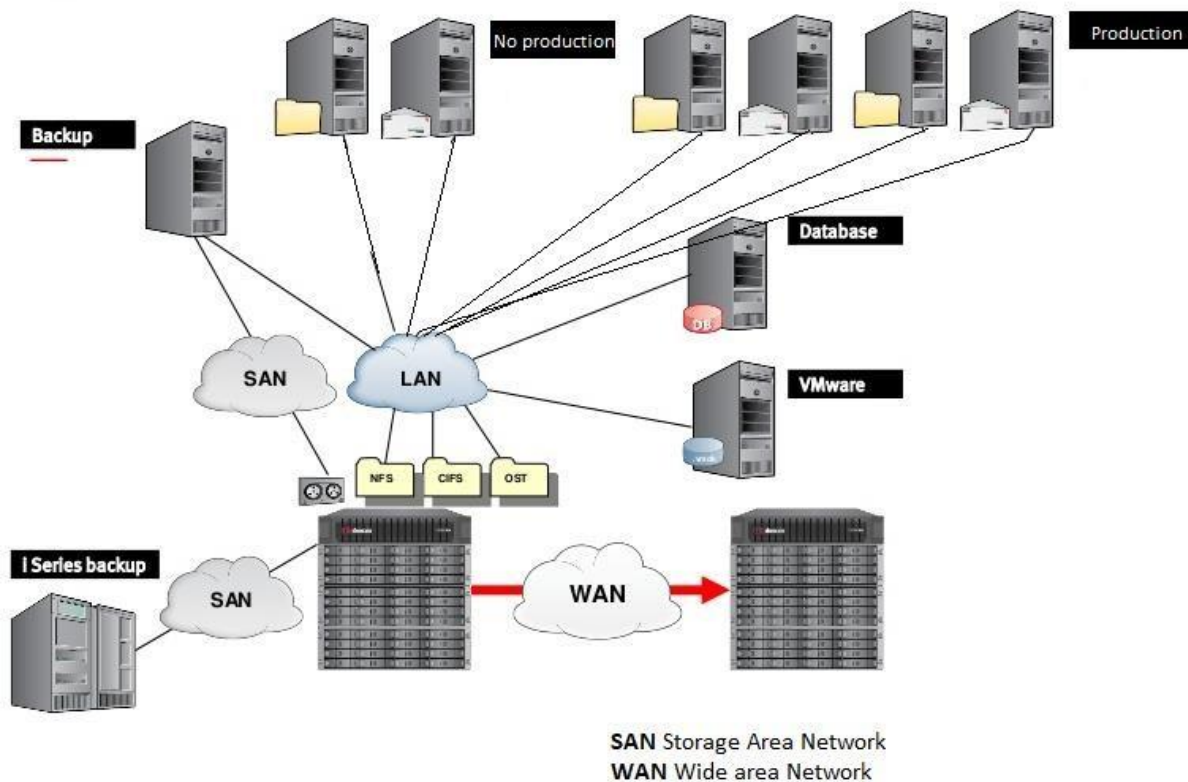 No production
Production
Backup
Database
DB
SAN
LAN
VMware
NFS
CIFS
OST
I Series backup
SAN
WAN
SAN Storage Area Network
WAN Wide area Network